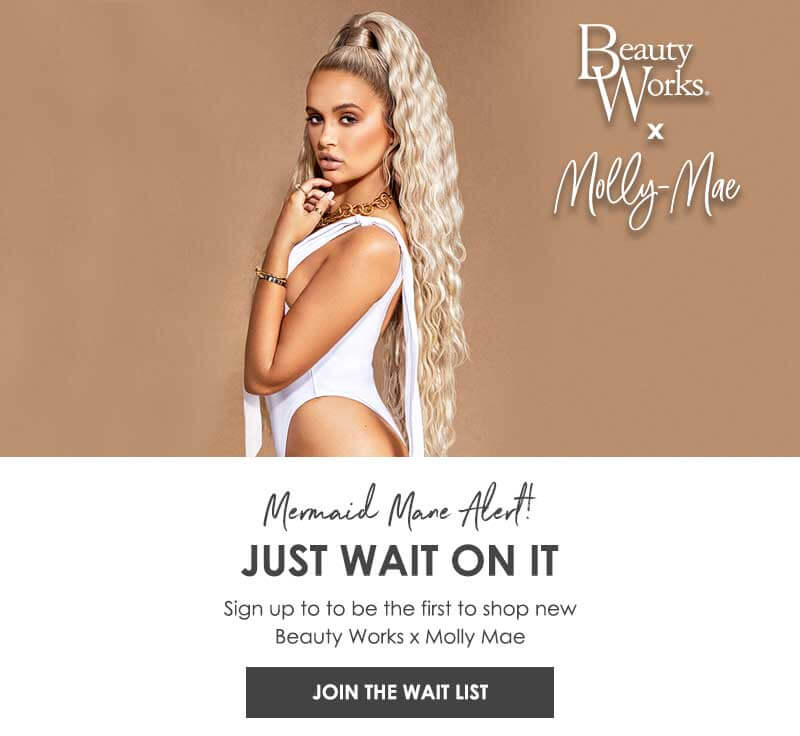 Beauty
Works®
x
Molly-Mae
Mermaid Mane Alert!
JUST WAIT ON IT
Sign up to to be the first to shop new
Beauty Works x Molly Mae
JOIN THE WAIT LIST